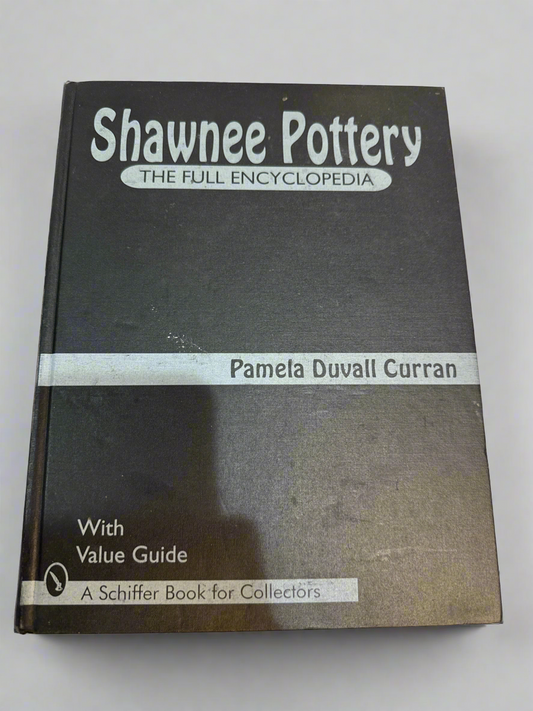 Shawnee Pottery
THE FULL ENCYCLOPEDIA
Pamela Duvall Curran
With
Value Guide
A Schiffer Book for Collectors